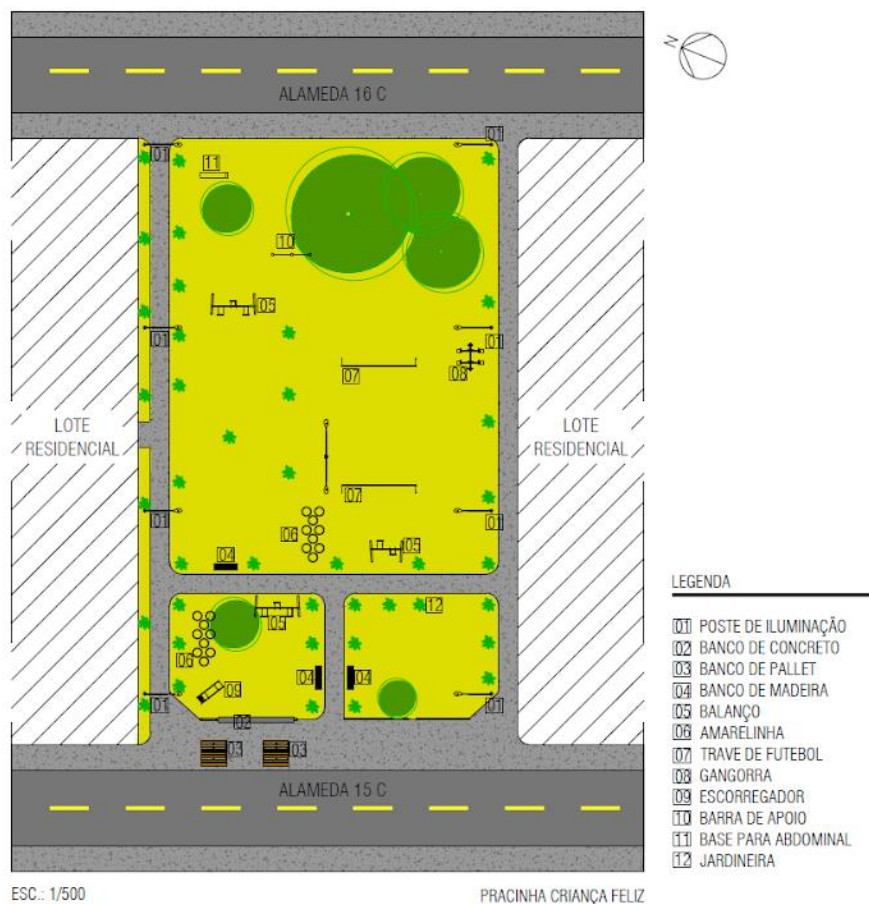 N
ALAMEDA 16 C
01
01
11
10
05
01
01
07
08
LOTE
RESIDENCIAL
LOTE
RESIDENCIAL
07
01
01
06
05
04
12
05
06
04
04
09
01
01
02
03
03
ALAMEDA 15 C
LEGENDA
01 POSTE DE ILUMINAÇÃO
02 BANCO DE CONCRETO
03 BANCO DE PALLET
04 BANCO DE MADEIRA
05 BALANÇO
06 AMARELINHA
07 TRAVE DE FUTEBOL
08 GANGORRA
09 ESCORREGADOR
10 BARRA DE APOIO
11 BASE PARA ABDOMINAL
12 JARDINEIRA
ESC.: 1/500
PRACINHA CRIANÇA FELIZ